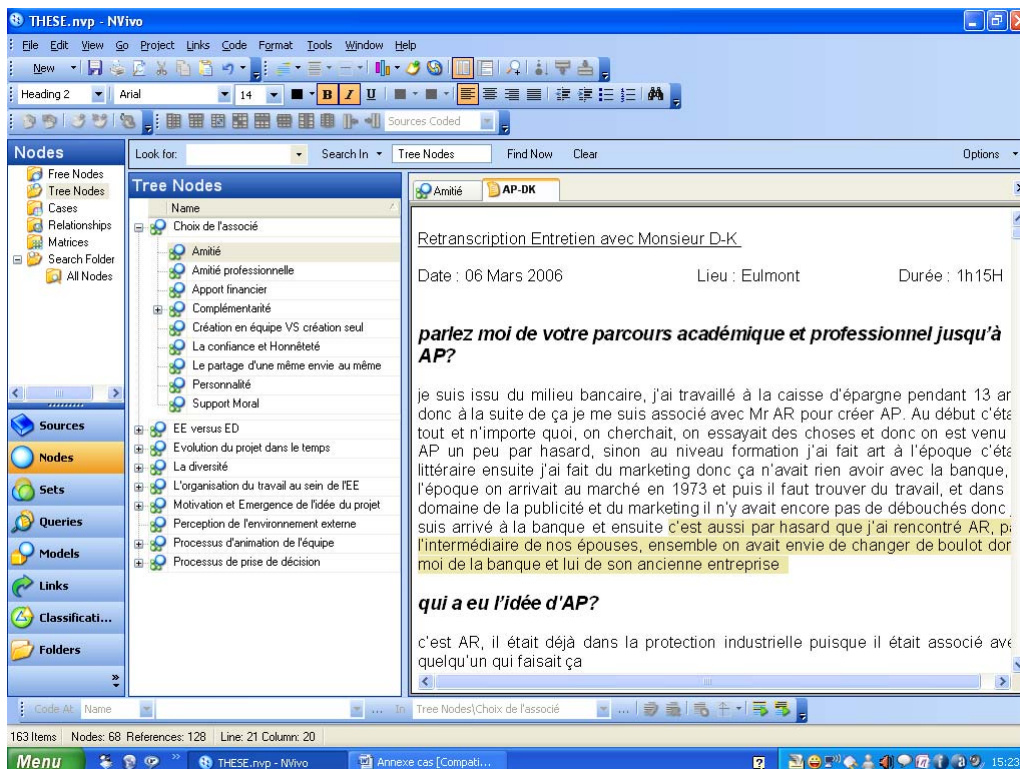 THESE.nvp - NVivo
File Edit View Go Project Links Code Format Tools Window Help
New
Heading 2 Arial 14 B I U
Sources Coded
Nodes
Look for: Search In Tree Nodes Find Now Clear Options
Free Nodes
Tree Nodes
Cases
Relationships
Matrices
Search Folder
All Nodes
Sources
Nodes
Sets
Queries
Models
Links
Classificati...
Folders
Tree Nodes
Name
Choix de l'associé
Amitié
Amitié professionnelle
Apport financier
Complémentarité
Création en équipe VS création seul
La confiance et Honnêteté
Le partage d'une même envie au même
Personnalité
Support Moral
EE versus ED
Evolution du projet dans le temps
La diversité
L'organisation du travail au sein de l'EE
Motivation et Emergence de l'idée du projet
Perception de l'environnement externe
Processus d'animation de l'équipe
Processus de prise de décision
Amitié AP-DK
Retranscription Entretien avec Monsieur D-K
Date : 06 Mars 2006 Lieu : Eulmont Durée : 1h15H
parlez moi de votre parcours académique et professionnel jusqu'à
AP?
je suis issu du milieu bancaire, j'ai travaillé à la caisse d'épargne pendant 13 an
donc à la suite de ça je me suis associé avec Mr AR pour créer AP. Au début c'éta
tout et n'importe quoi, on cherchait, on essayait des choses et donc on est venu
AP un peu par hasard, sinon au niveau formation j'ai fait art à l'époque c'éta
littéraire ensuite j'ai fait du marketing donc ça n'avait rien avoir avec la banque,
l'époque on arrivait au marché en 1973 et puis il faut trouver du travail, et dans
domaine de la publicité et du marketing il n'y avait encore pas de débouchés donc
suis arrivé à la banque et ensuite c'est aussi par hasard que j'ai rencontré AR, pa
l'intermédiaire de nos épouses, ensemble on avait envie de changer de boulot don
moi de la banque et lui de son ancienne entreprise
qui a eu l'idée d'AP?
c'est AR, il était déjà dans la protection industrielle puisque il était associé ave
quelqu'un qui faisait ça
Code At Name ... In Tree Nodes\Choix de l'associé ...
163 Items Nodes: 68 References: 128 Line: 21 Column: 20
Menu THESE.nvp - NVivo Annexe cas [Compati... 15:23